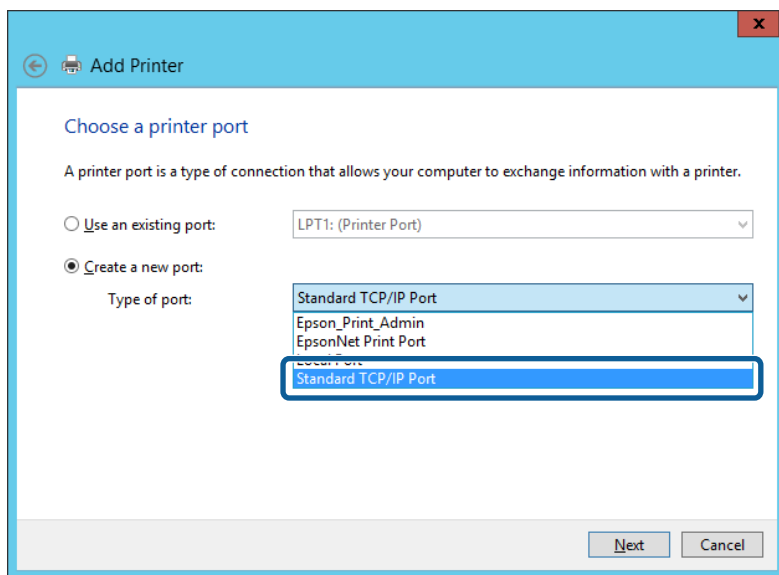 x
Add Printer
Choose a printer port
A printer port is a type of connection that allows your computer to exchange information with a printer.
Use an existing port: LPT1: (Printer Port)
Create a new port:
Type of port: Standard TCP/IP Port
Epson_Print_Admin
EpsonNet Print Port
Local Port
Standard TCP/IP Port
Next Cancel